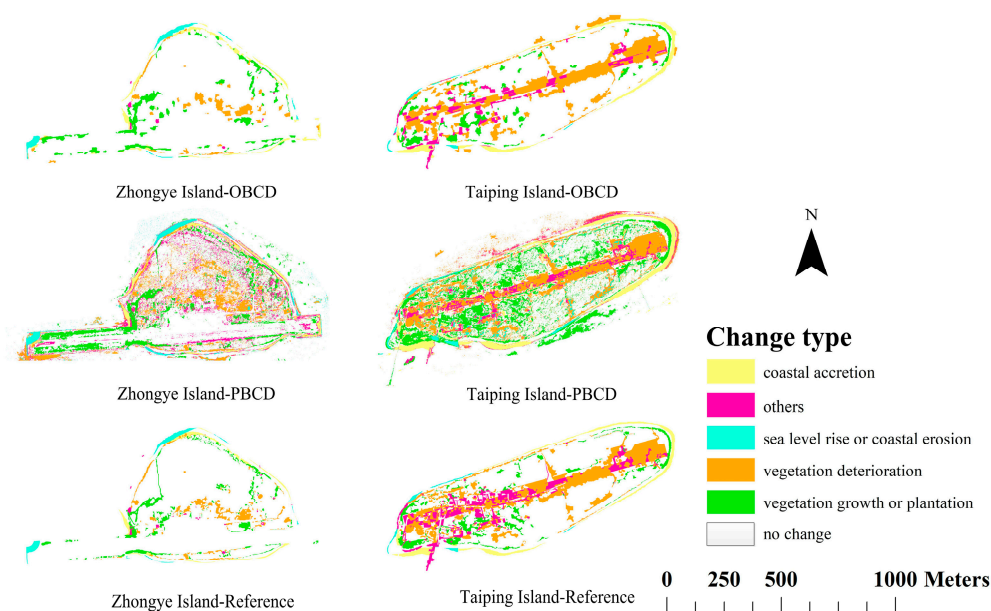 Zhongye Island-OBCD
Taiping Island-OBCD
Zhongye Island-PBCD
Taiping Island-PBCD
Zhongye Island-Reference
Taiping Island-Reference
N
Change type
coastal accretion
others
sea level rise or coastal erosion
vegetation deterioration
vegetation growth or plantation
no change
0 250 500 1000 Meters